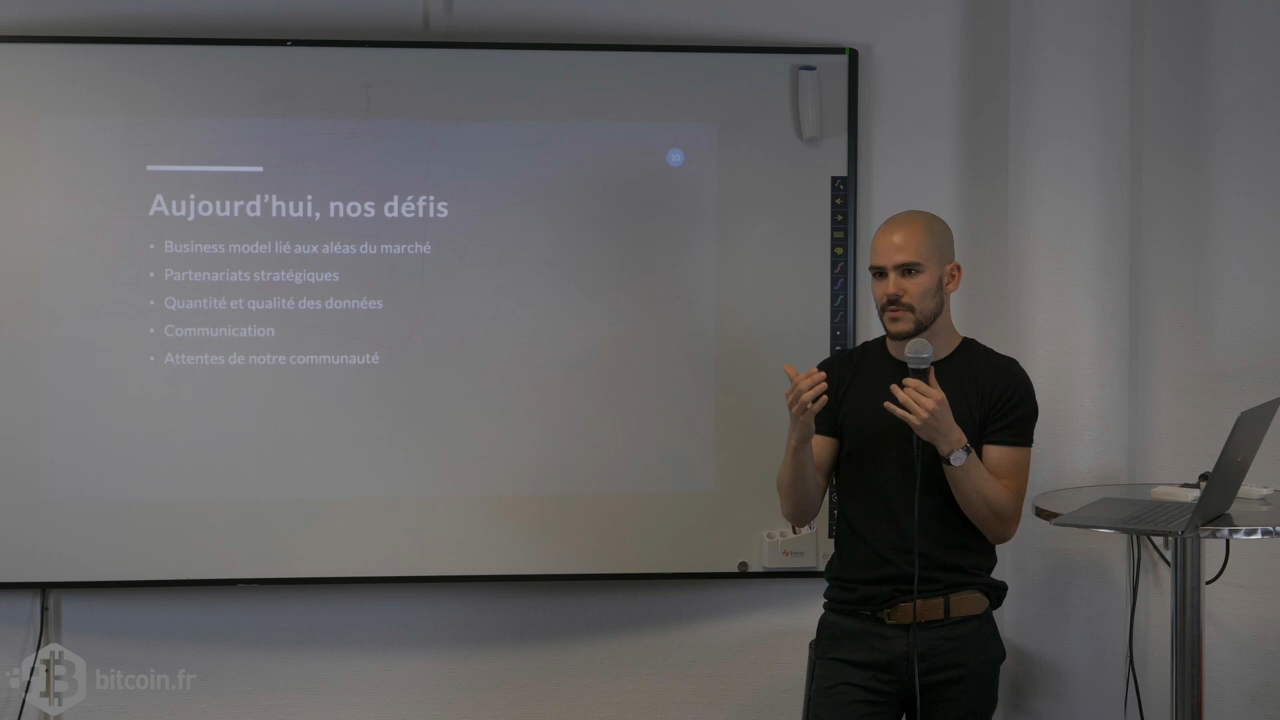 Aujourd'hui, nos défis
• Business model lié aux aléas du marché
• Partenariats stratégiques
• Quantité et qualité des données
• Communication
• Attentes de notre communauté
bitcoin.fr